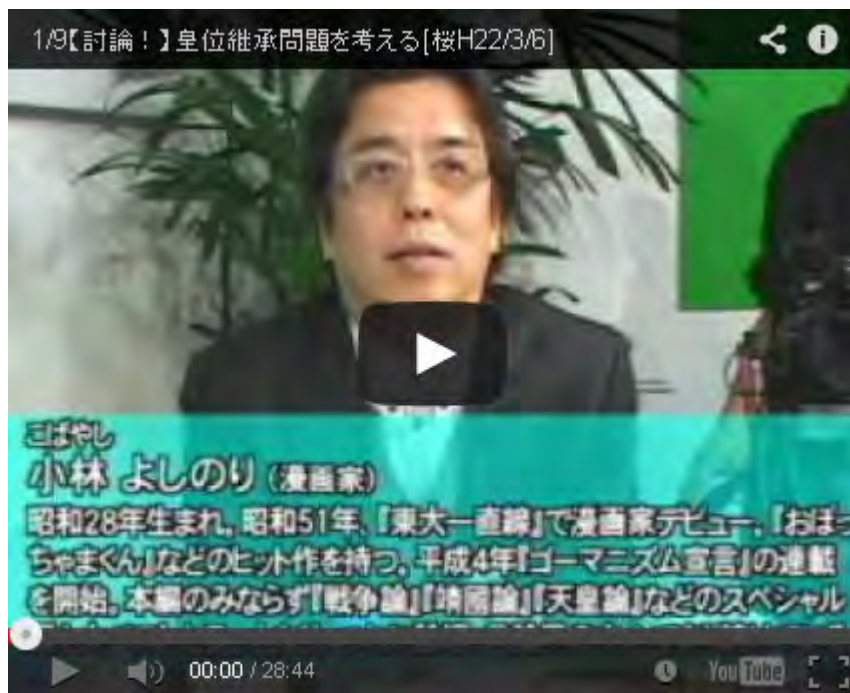 1/9【討論！】皇位継承問題を考える[桜H22/3/6]
こばやし
小林 よしのり（漫画家）
昭和28年生まれ。昭和51年、『東大一直線』で漫画家デビュー。『おぼっ
ちゃまくん』などのヒット作を持つ。平成4年『ゴーマニズム宣言』の連載
を開始。本編のみならず『戦争論』『靖國論』『天皇論』などのスペシャル
00:00 / 28:44
YouTube